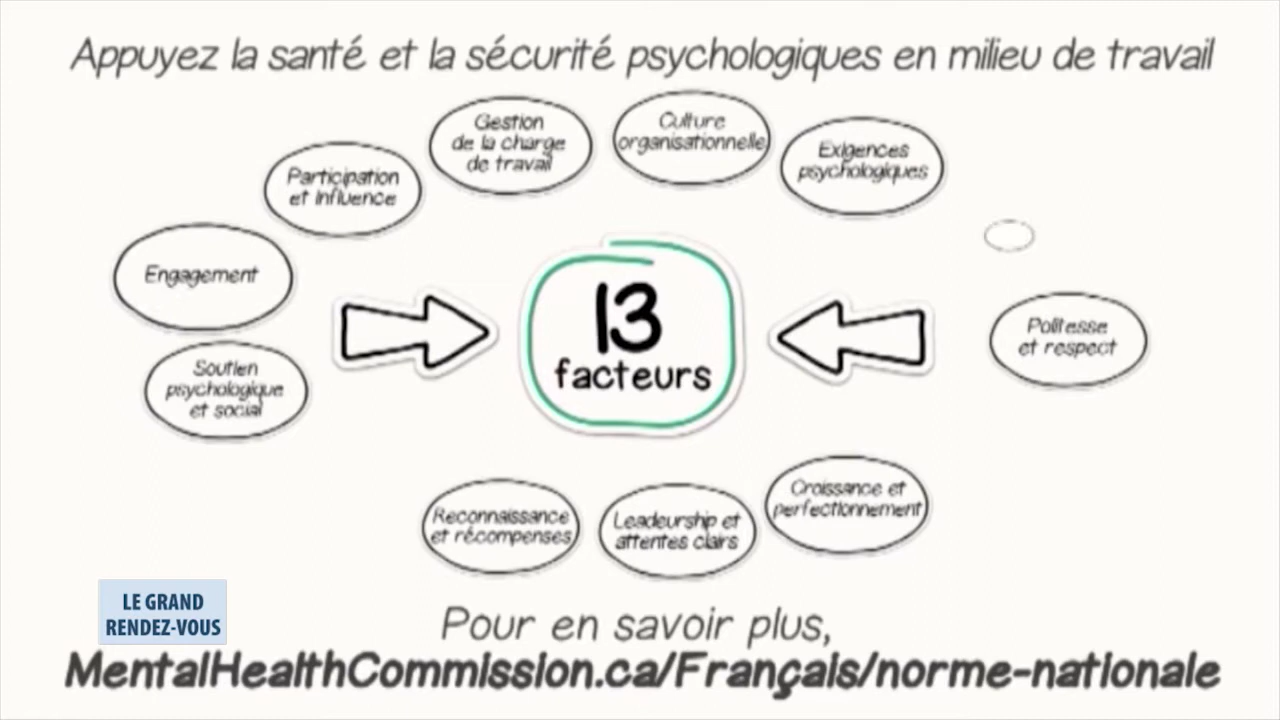 Appuyez la santé et la sécurité psychologiques en milieu de travail
Gestion
de la charge
de travail
Culture
organisationnelle
Exigences
psychologiques
Participation
et Influence
Engagement
13
facteurs
Politesse
et respect
Soutien
psychologique
et social
Croissance et
perfectionnement
Reconnaissance
et récompenses
Leadeurship et
attentes clairs
LE GRAND
RENDEZ-VOUS
Pour en savoir plus,
MentalHealthCommission.ca/Français/norme-nationale